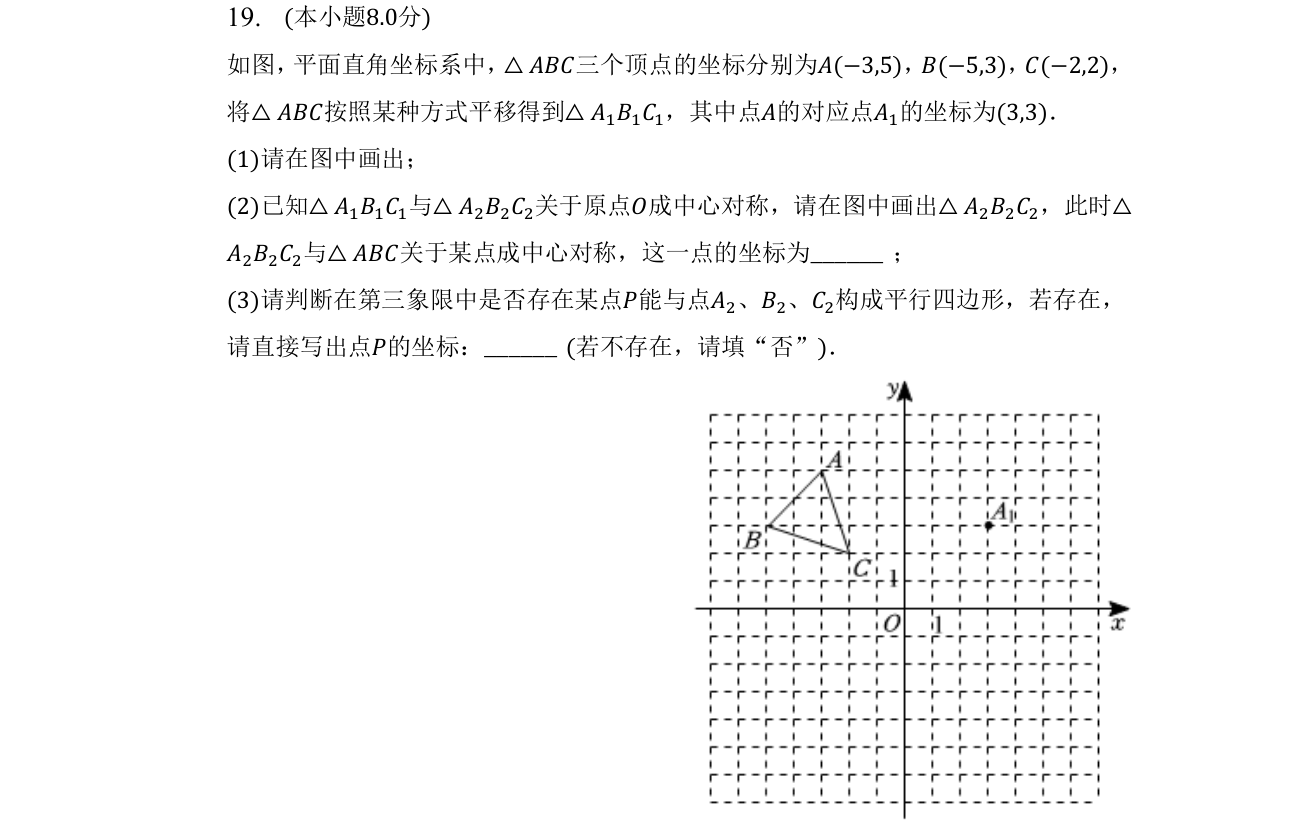 19. (本小题8.0分)
如图，平面直角坐标系中，△ ABC三个顶点的坐标分别为A(−3,5)，B(−5,3)，C(−2,2)，
将△ ABC按照某种方式平移得到△ A₁B₁C₁，其中点A的对应点A₁的坐标为(3,3)．
(1)请在图中画出；
(2)已知△ A₁B₁C₁与△ A₂B₂C₂关于原点O成中心对称，请在图中画出△ A₂B₂C₂，此时△
A₂B₂C₂与△ ABC关于某点成中心对称，这一点的坐标为______ ；
(3)请判断在第三象限中是否存在某点P能与点A₂、B₂、C₂构成平行四边形，若存在，
请直接写出点P的坐标：______ (若不存在，请填“否”)．
y
A
A₁
B
C
1
O
1
x